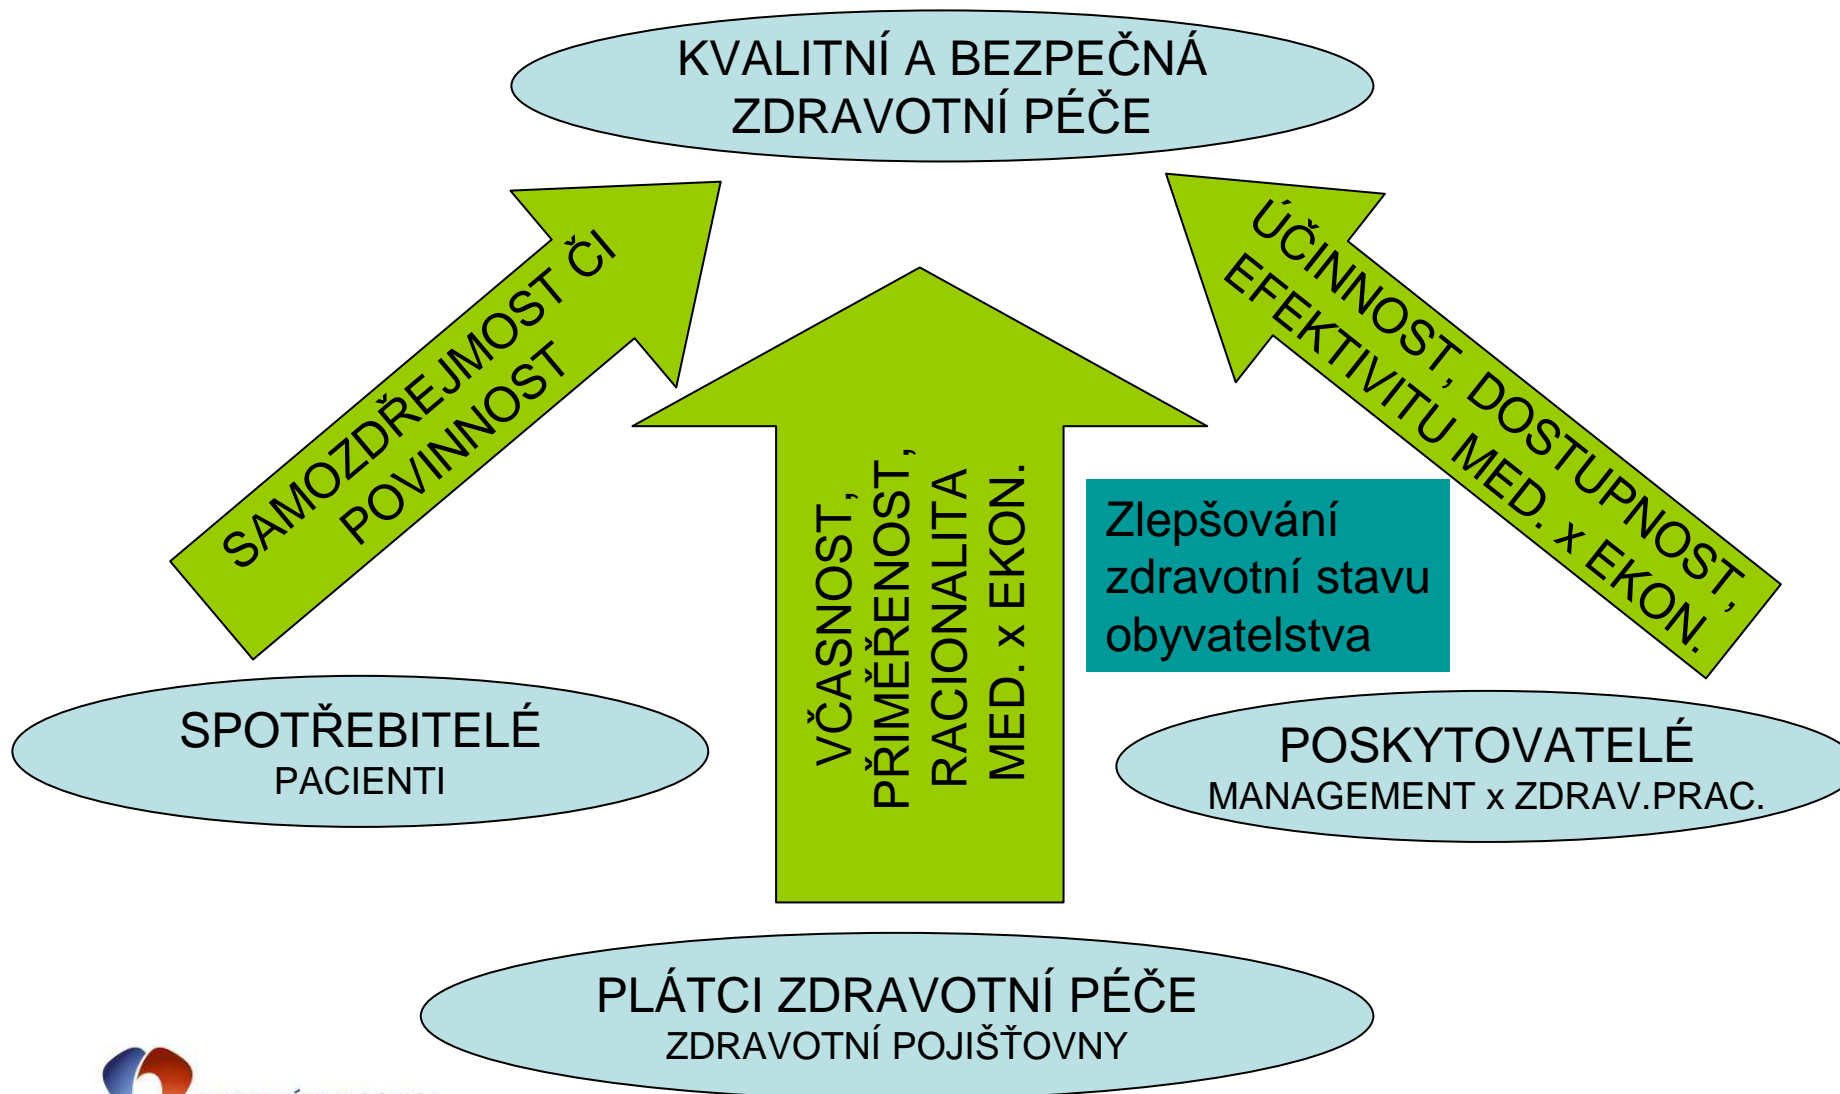 KVALITNÍ A BEZPEČNÁ
ZDRAVOTNÍ PÉČE
SAMOZDŘEJMOST ČI
POVINNOST
VČASNOST,
PŘIMĚŘENOST,
RACIONALITA
MED. x EKON.
ÚČINNOST, DOSTUPNOST,
EFEKTIVITU MED. x EKON.
Zlepšování
zdravotní stavu
obyvatelstva
SPOTŘEBITELÉ
PACIENTI
POSKYTOVATELÉ
MANAGEMENT x ZDRAV.PRAC.
PLÁTCI ZDRAVOTNÍ PÉČE
ZDRAVOTNÍ POJIŠŤOVNY